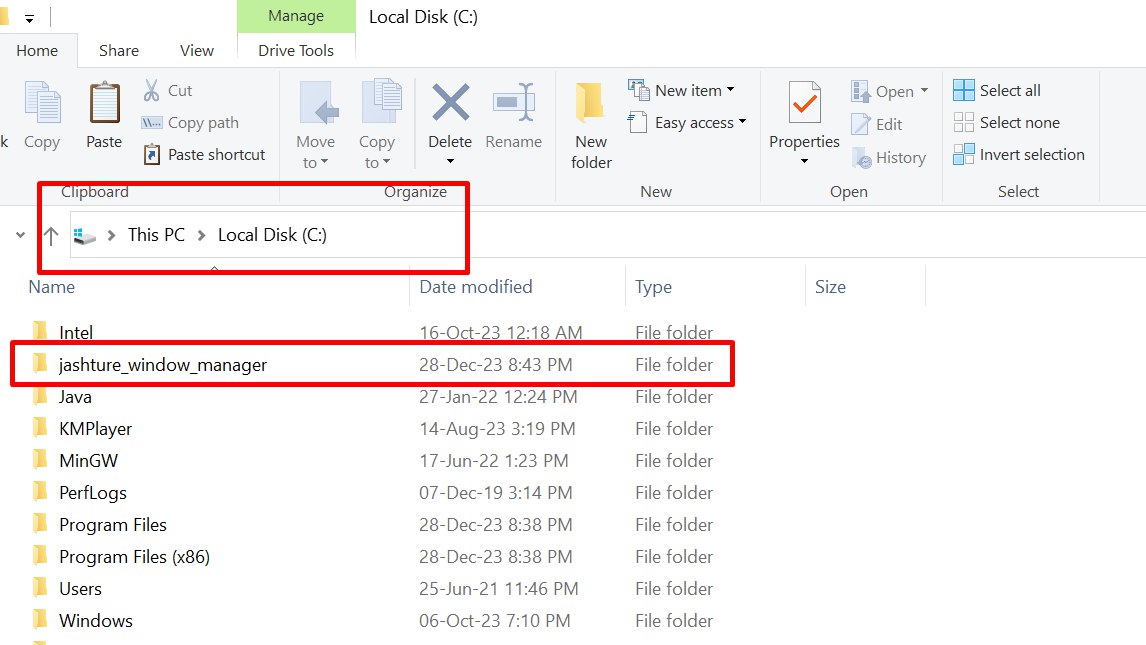 Manage Local Disk (C:)
Home Share View Drive Tools
Cut New item Open Select all
Copy path Easy access Edit Select none
k Copy Paste Paste shortcut Move to Copy to Delete Rename New folder Properties History Invert selection
Clipboard Organize New Open Select
This PC Local Disk (C:)
Name Date modified Type Size
Intel 16-Oct-23 12:18 AM File folder
jashture_window_manager 28-Dec-23 8:43 PM File folder
Java 27-Jan-22 12:24 PM File folder
KMPlayer 14-Aug-23 3:19 PM File folder
MinGW 17-Jun-22 1:23 PM File folder
PerfLogs 07-Dec-19 3:14 PM File folder
Program Files 28-Dec-23 8:38 PM File folder
Program Files (x86) 28-Dec-23 8:38 PM File folder
Users 25-Jun-21 11:46 PM File folder
Windows 06-Oct-23 7:10 PM File folder